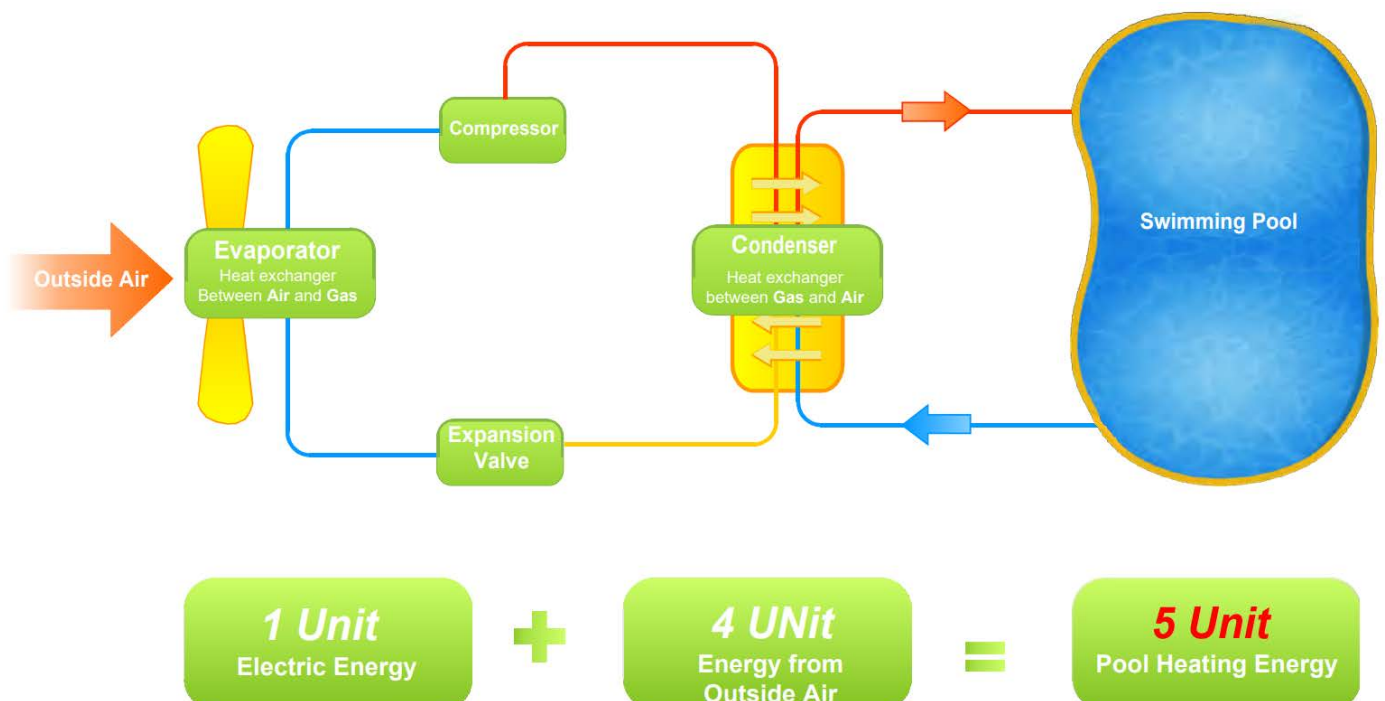 Compressor
Outside Air
Evaporator
Heat exchanger
Between Air and Gas
Condenser
Heat exchanger
between Gas and Air
Swimming Pool
Expansion
Valve
1 Unit
Electric Energy
+
4 UNit
Energy from
Outside Air
=
5 Unit
Pool Heating Energy